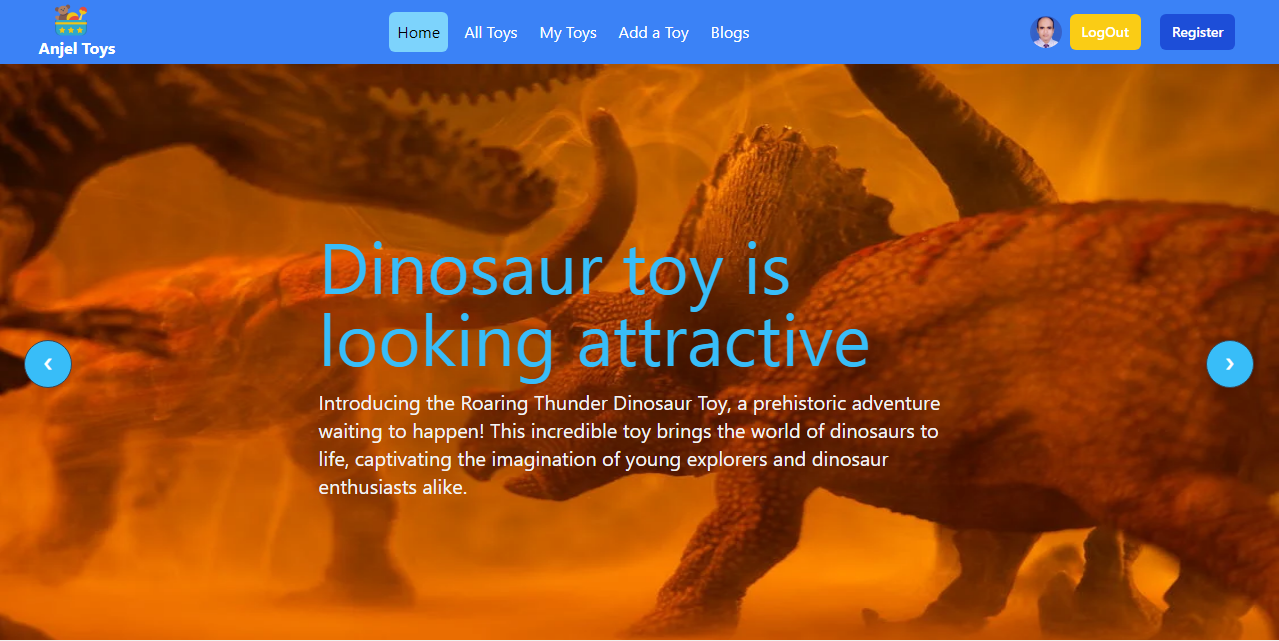 Anjel Toys
Home
All Toys
My Toys
Add a Toy
Blogs
LogOut
Register
Dinosaur toy is
looking attractive
Introducing the Roaring Thunder Dinosaur Toy, a prehistoric adventure
waiting to happen! This incredible toy brings the world of dinosaurs to
life, captivating the imagination of young explorers and dinosaur
enthusiasts alike.